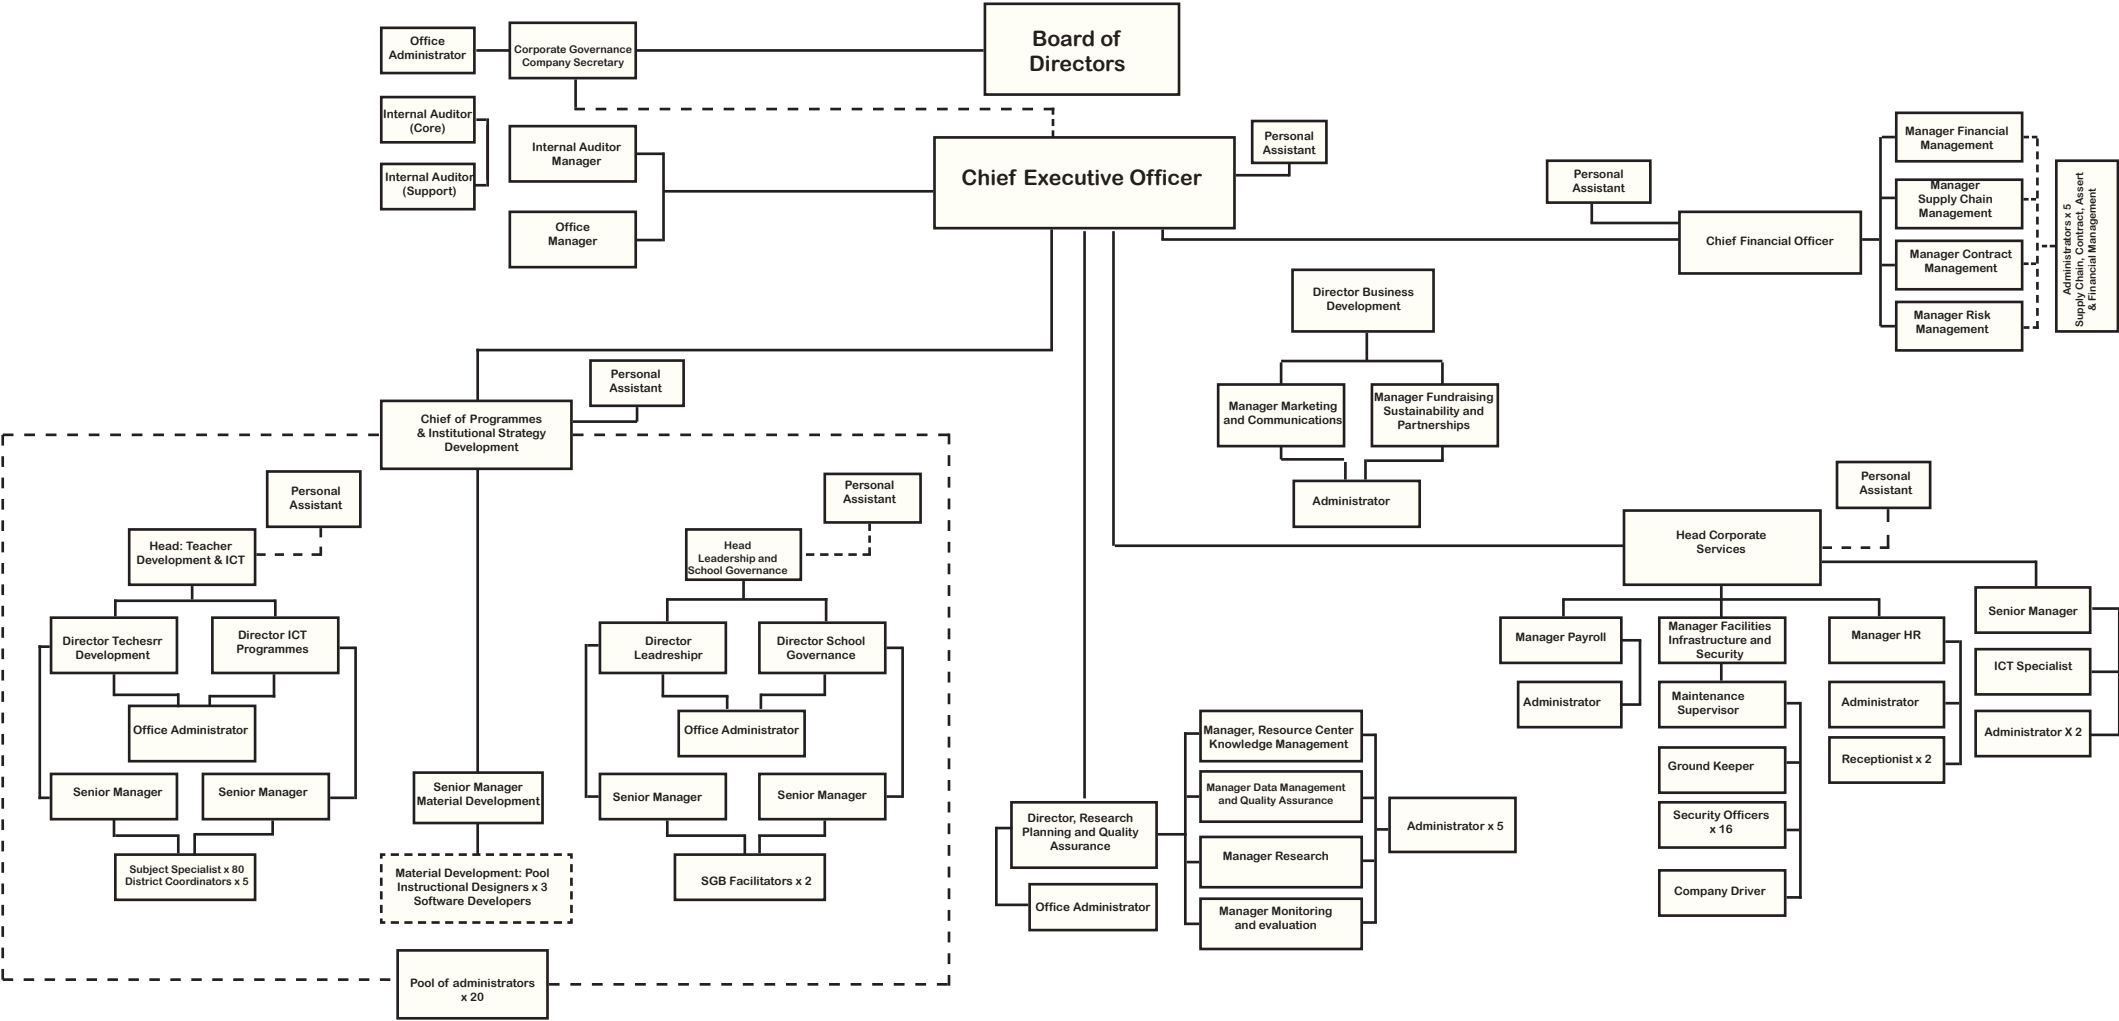 Office
Administrator
Corporate Governance
Company Secretary
Board of
Directors
Internal Auditor
(Core)
Internal Auditor
(Support)
Internal Auditor
Manager
Office
Manager
Chief Executive Officer
Personal
Assistant
Personal
Assistant
Chief Financial Officer
Manager Financial
Management
Manager
Supply Chain
Management
Manager Contract
Management
Manager Risk
Management
Administrators x 5
Supply Chain, Contract, Assert
& Financial Management
Director Business
Development
Manager Marketing
and Communications
Manager Fundraising
Sustainability and
Partnerships
Administrator
Personal
Assistant
Chief of Programmes
& Institutional Strategy
Development
Personal
Assistant
Head: Teacher
Development & ICT
Director Techesrr
Development
Director ICT
Programmes
Office Administrator
Senior Manager
Senior Manager
Subject Specialist x 80
District Coordinators x 5
Senior Manager
Material Development
Material Development: Pool
Instructional Designers x 3
Software Developers
Personal
Assistant
Head
Leadership and
School Governance
Director
Leadreshipr
Director School
Governance
Office Administrator
Senior Manager
Senior Manager
SGB Facilitators x 2
Pool of administrators
x 20
Director, Research
Planning and Quality
Assurance
Office Administrator
Manager, Resource Center
Knowledge Management
Manager Data Management
and Quality Assurance
Manager Research
Manager Monitoring
and evaluation
Administrator x 5
Personal
Assistant
Head Corporate
Services
Manager Payroll
Administrator
Manager Facilities
Infrastructure and
Security
Maintenance
Supervisor
Ground Keeper
Security Officers
x 16
Company Driver
Manager HR
Administrator
Receptionist x 2
Senior Manager
ICT Specialist
Administrator X 2